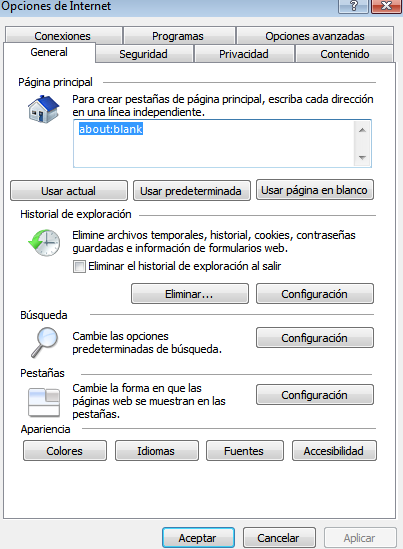 Opciones de Internet
Conexiones Programas Opciones avanzadas
General Seguridad Privacidad Contenido
Página principal
Para crear pestañas de página principal, escriba cada dirección
en una línea independiente.
about:blank
Usar actual Usar predeterminada Usar página en blanco
Historial de exploración
Elimine archivos temporales, historial, cookies, contraseñas
guardadas e información de formularios web.
Eliminar el historial de exploración al salir
Eliminar... Configuración
Búsqueda
Cambie las opciones
predeterminadas de búsqueda.
Configuración
Pestañas
Cambie la forma en que las
páginas web se muestran en las
pestañas.
Configuración
Apariencia
Colores Idiomas Fuentes Accesibilidad
Aceptar Cancelar Aplicar